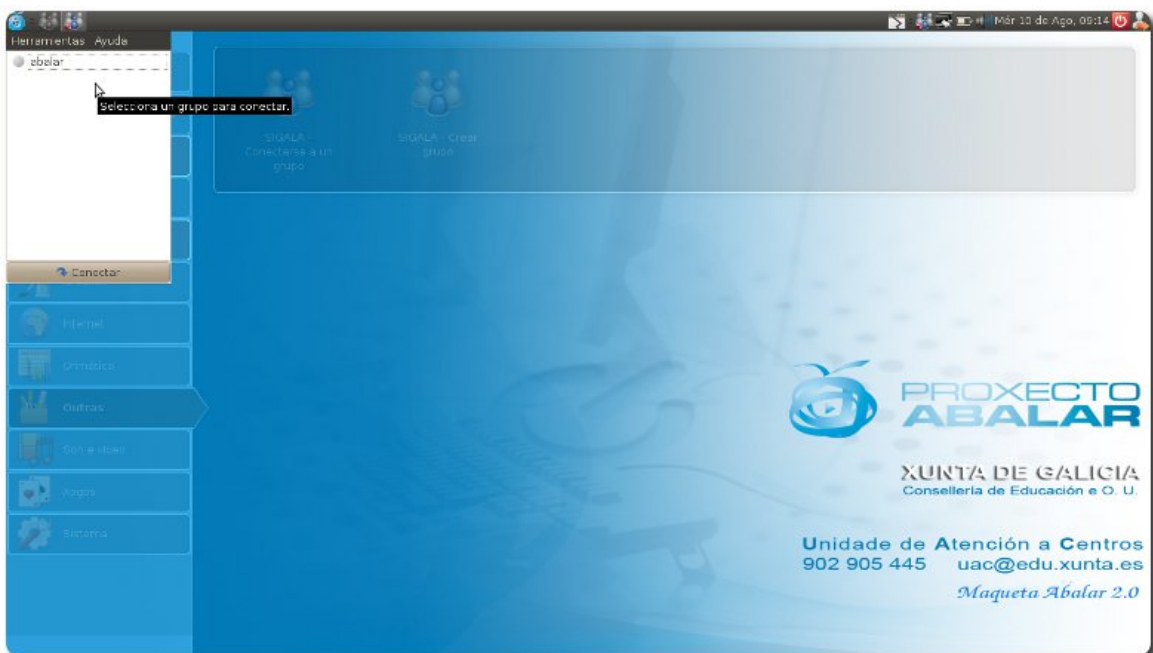 Mér 10 de Ago, 09:14
Herramientas Ayuda
abalar
Selecciona un grupo para conectar.
SIGALA -
Conectarse a un
grupo
SIGALA - Crear
grupo
Conectar
Internet
Ofimática
Outras
Son e vídeo
Xogos
Sistema
PROXECTO
ABALAR
XUNTA DE GALICIA
Consellería de Educación e O. U.
Unidade de Atención a Centros
902 905 445 uac@edu.xunta.es
Maqueta Abalar 2.0